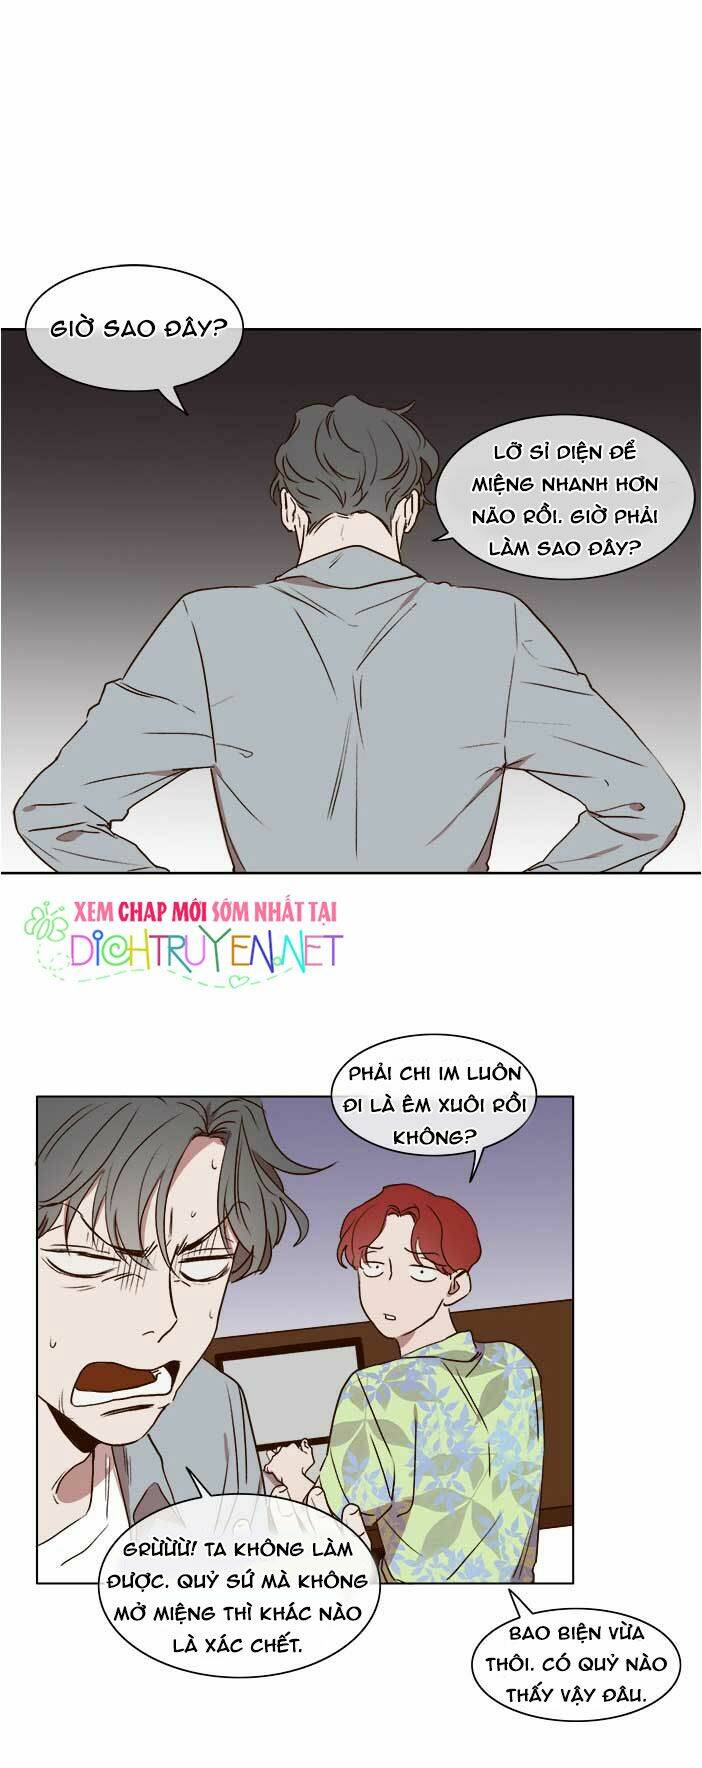 GIỜ SAO ĐÂY?
LỠ SỈ DIỆN ĐỂ
MIỆNG NHANH HƠN
NÃO RỒI. GIỜ PHẢI
LÀM SAO ĐÂY?
XEM CHAP MỚI SỚM NHẤT TẠI
DICHTRUYEN.NET
PHẢI CHI IM LUÔN
ĐI LÀ ÊM XUÔI RỒI
KHÔNG?
GRỪỪỪ! TA KHÔNG LÀM
ĐƯỢC. QUỶ SỨ MÀ KHÔNG
MỞ MIỆNG THÌ KHÁC NÀO
LÀ XÁC CHẾT.
BAO BIỆN VỪA
THÔI. CÓ QUỶ NÀO
THẤY VẬY ĐÂU.